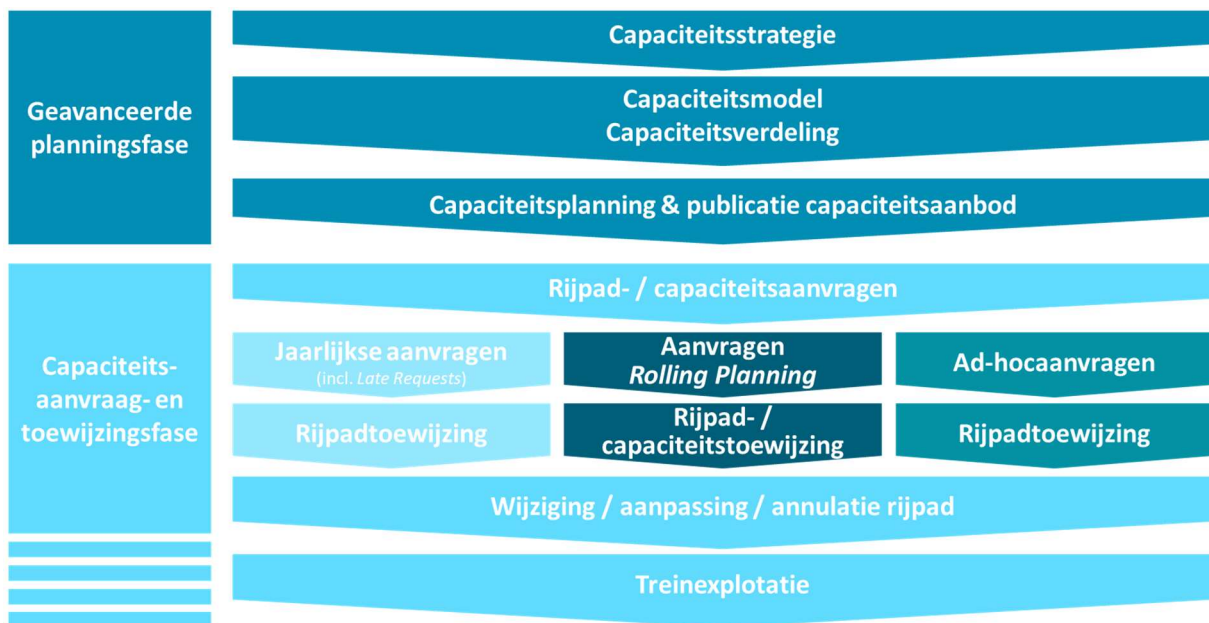 Geavanceerde
planningsfase
Capaciteitsstrategie
Capaciteitsmodel
Capaciteitsverdeling
Capaciteitsplanning & publicatie capaciteitsaanbod
Capaciteits-
aanvraag- en
toewijzingsfase
Rijpad- / capaciteitsaanvragen
Jaarlijkse aanvragen
(incl. Late Requests)
Aanvragen
Rolling Planning
Ad-hocaanvragen
Rijpadtoewijzing
Rijpad- /
capaciteitstoewijzing
Rijpadtoewijzing
Wijziging / aanpassing / annulatie rijpad
Treinexplotatie